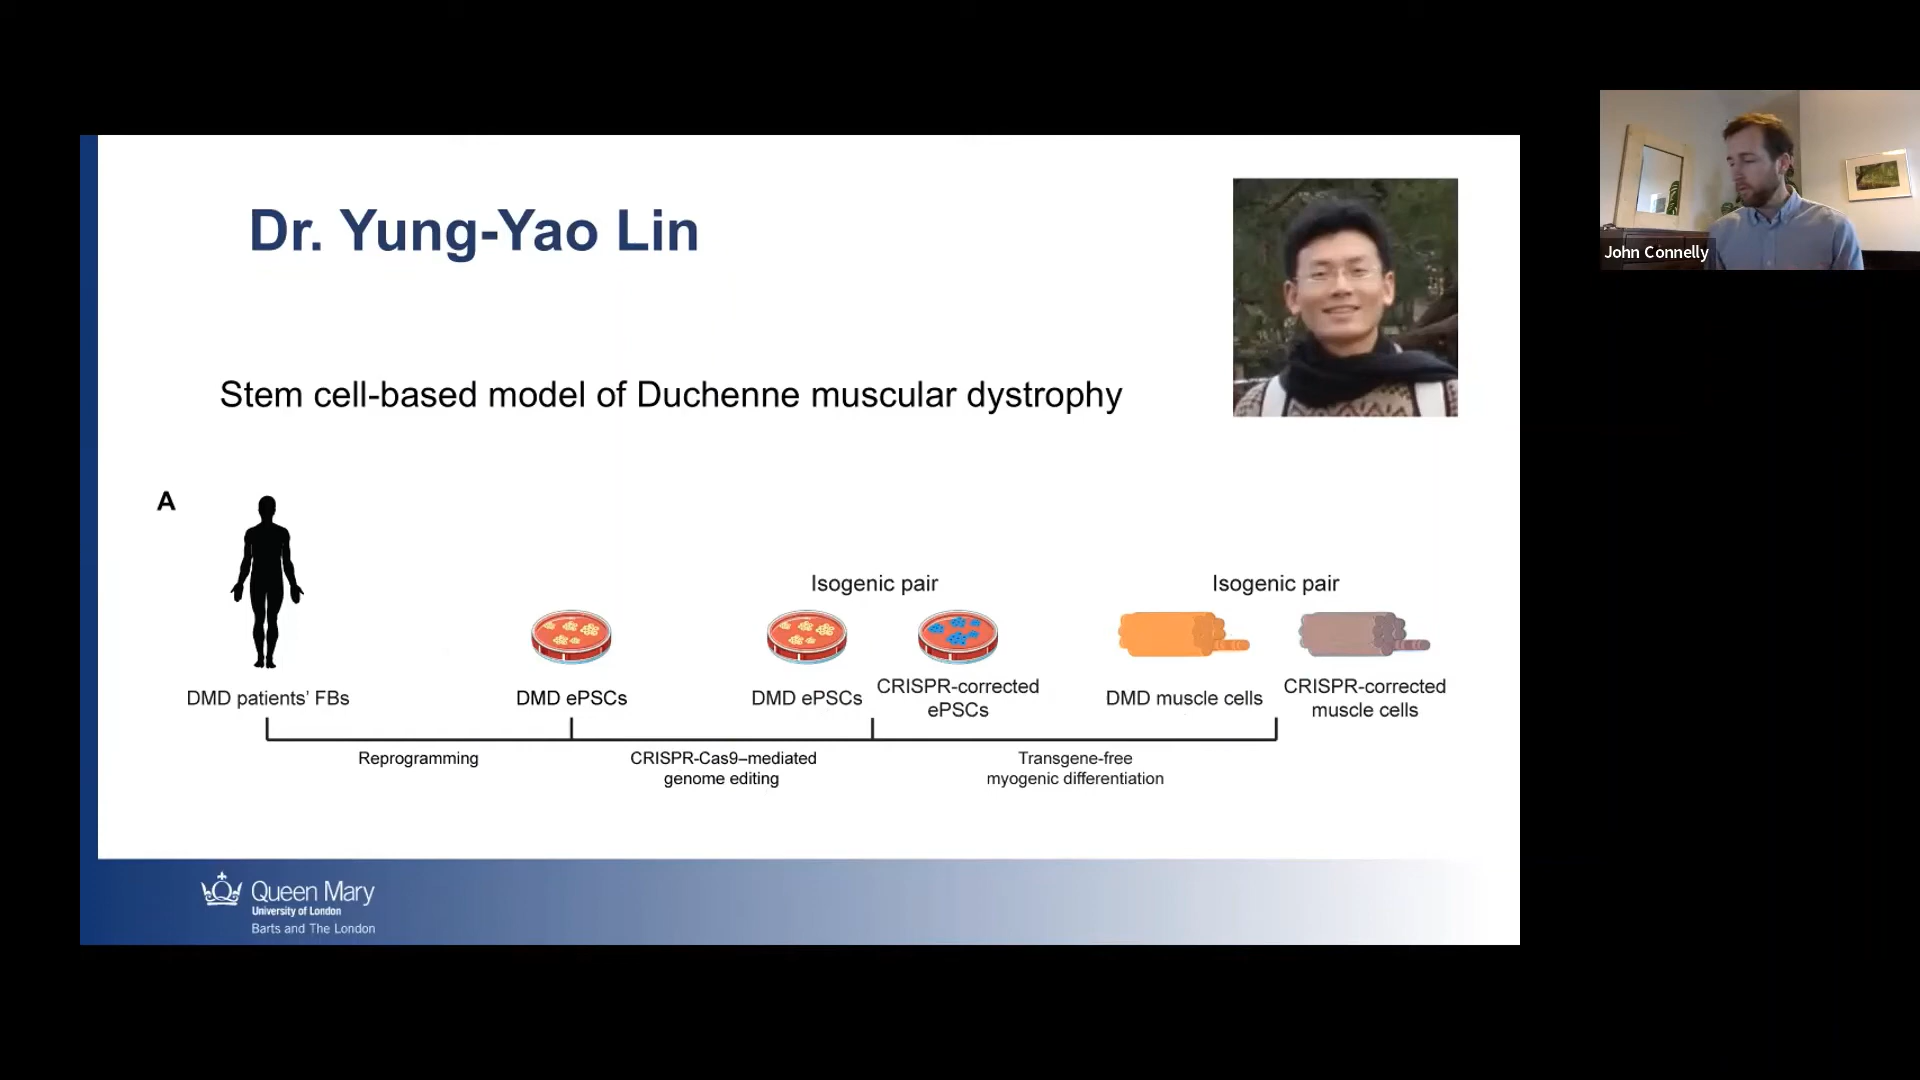 Dr. Yung-Yao Lin
John Connelly
Stem cell-based model of Duchenne muscular dystrophy
A
Isogenic pair
Isogenic pair
DMD patients' FBs
DMD ePSCs
DMD ePSCs
CRISPR-corrected
ePSCs
DMD muscle cells
CRISPR-corrected
muscle cells
Reprogramming
CRISPR-Cas9–mediated
genome editing
Transgene-free
myogenic differentiation
Queen Mary
University of London
Barts and The London